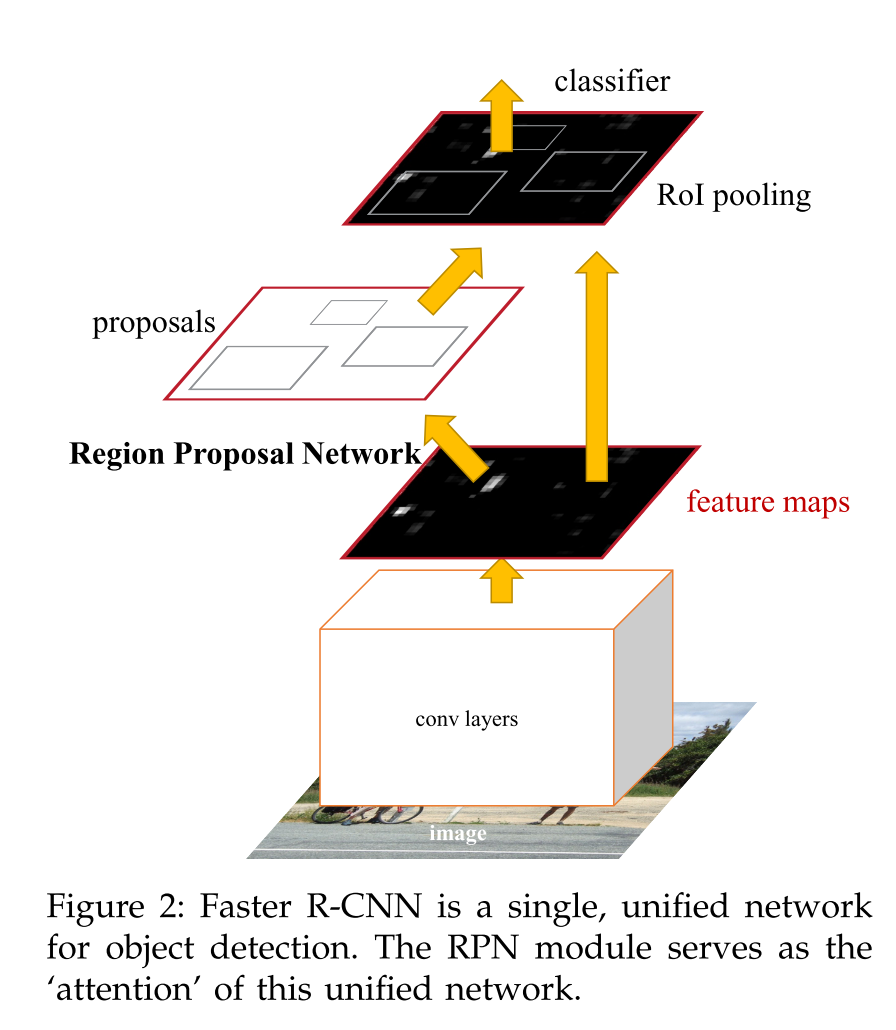 classifier
RoI pooling
proposals
Region Proposal Network
feature maps
conv layers
image
Figure 2: Faster R-CNN is a single, unified network
for object detection. The RPN module serves as the
‘attention’ of this unified network.